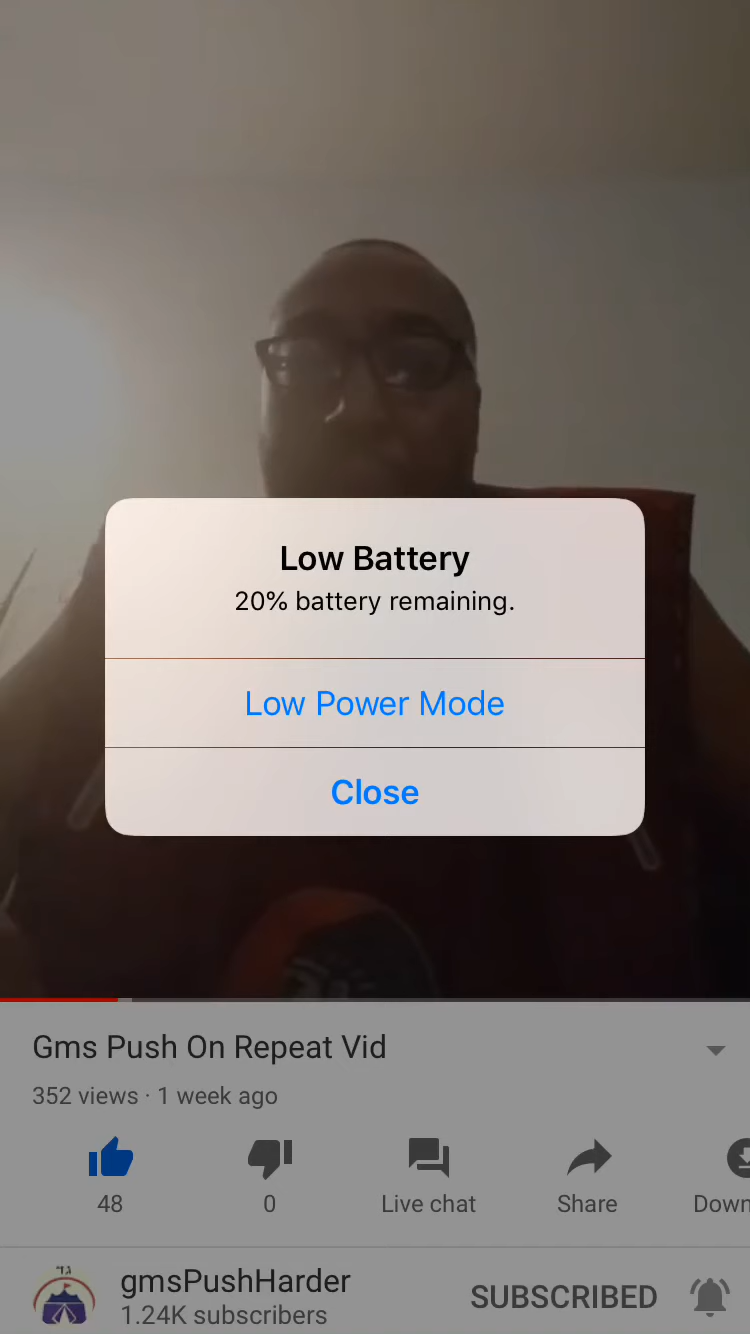 Low Battery
20% battery remaining.
Low Power Mode
Close
Gms Push On Repeat Vid
352 views · 1 week ago
48
0
Live chat
Share
Down
gmsPushHarder
1.24K subscribers
SUBSCRIBED